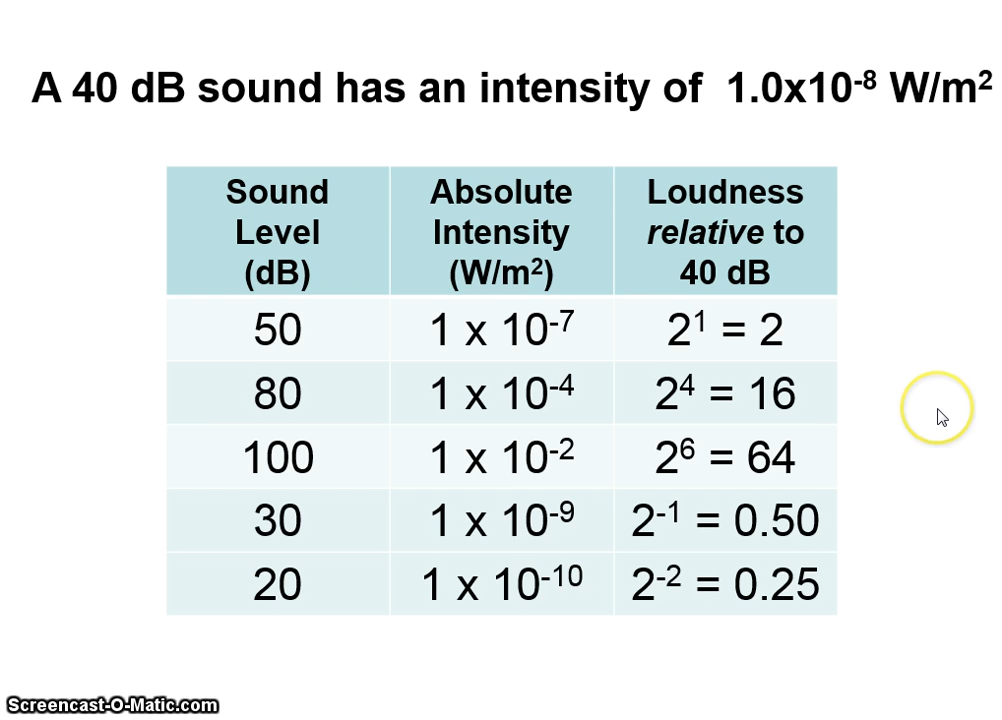 A 40 dB sound has an intensity of 1.0x10⁻⁸ W/m²
Sound Level (dB) Absolute Intensity (W/m²) Loudness relative to 40 dB
50 1 x 10⁻⁷ 2¹ = 2
80 1 x 10⁻⁴ 2⁴ = 16
100 1 x 10⁻² 2⁶ = 64
30 1 x 10⁻⁹ 2⁻¹ = 0.50
20 1 x 10⁻¹⁰ 2⁻² = 0.25
Screencast-O-Matic.com